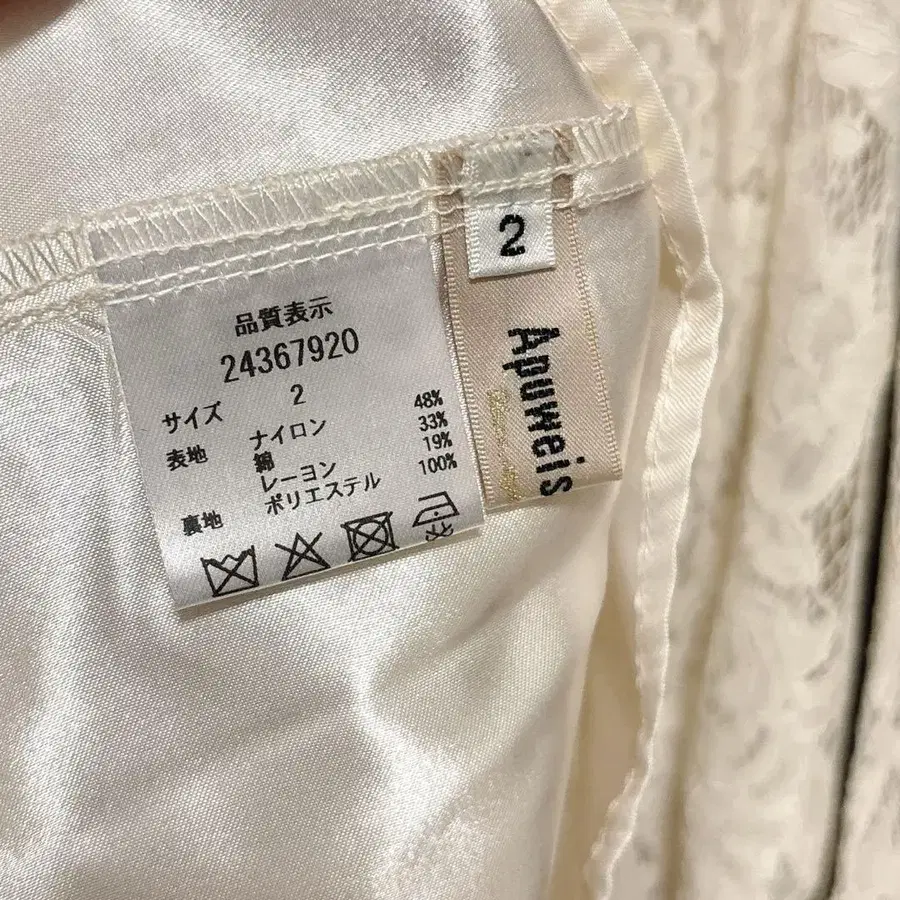 品質表示
24367920
サイズ 2
表地 ナイロン 48%
綿 33%
レーヨン 19%
裏地 ポリエステル 100%
2
Apuweis